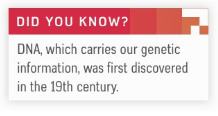 DID YOU KNOW?
DNA, which carries our genetic
information, was first discovered
in the 19th century.